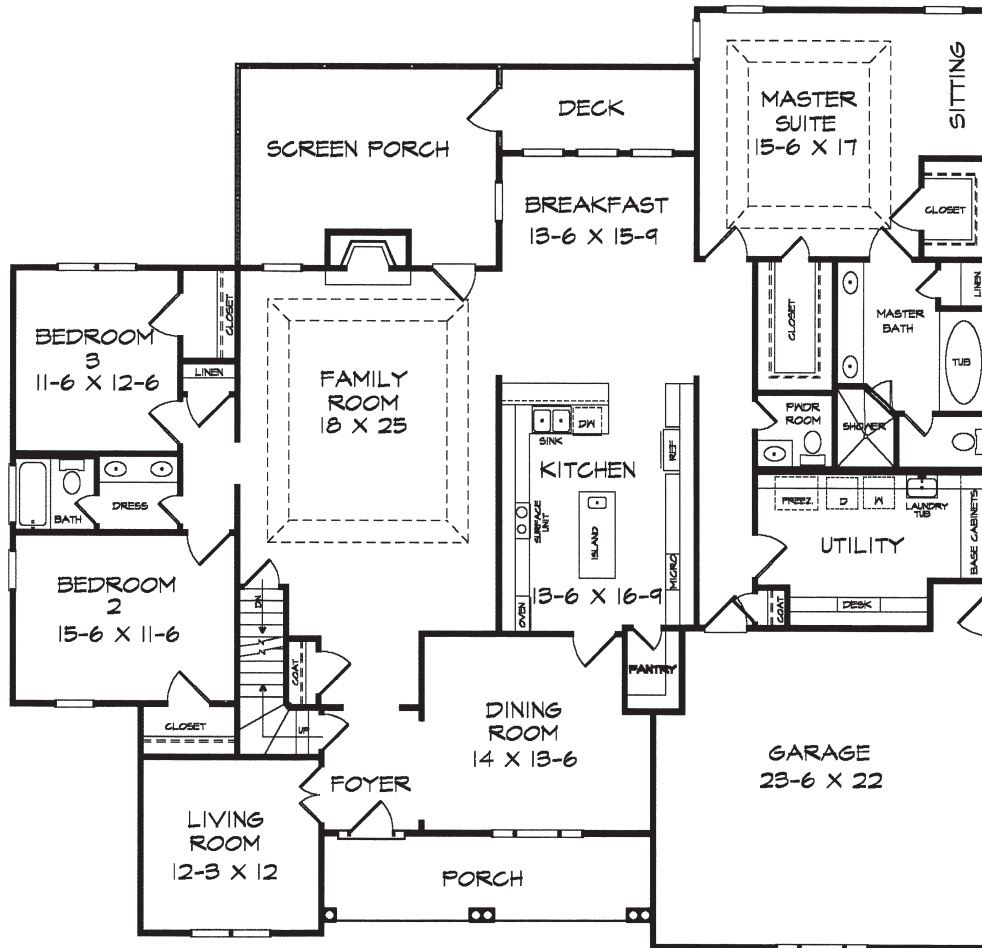 MASTER
SUITE
15-6 X 17
SITTING
DECK
SCREEN PORCH
BREAKFAST
13-6 X 15-9
CLOSET
LINEN
CLOSET
MASTER
BATH
TUB
BEDROOM
3
11-6 X 12-6
CLOSET
LINEN
FAMILY
ROOM
18 X 25
SINK
DW
REF
PWDR
ROOM
SHOWER
KITCHEN
SURFACE
UNIT
ISLAND
MICRO
13-6 X 16-9
OVEN
BATH
DRESS
FREEZ.
D
W
LAUNDRY
TUB
BASE CABINETS
UTILITY
DESK
COAT
BEDROOM
2
15-6 X 11-6
DN
COAT
UP
CLOSET
PANTRY
DINING
ROOM
14 X 13-6
GARAGE
23-6 X 22
FOYER
LIVING
ROOM
12-3 X 12
PORCH